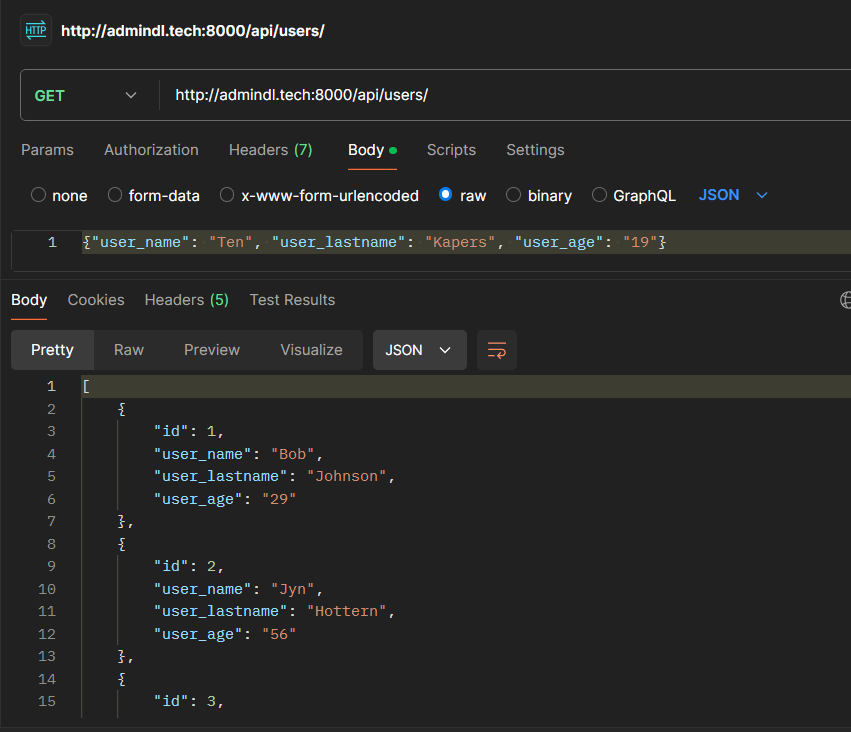 HTTP http://admindl.tech:8000/api/users/
GET http://admindl.tech:8000/api/users/
Params Authorization Headers (7) Body Scripts Settings
none form-data x-www-form-urlencoded raw binary GraphQL JSON
1 {"user_name": "Ten", "user_lastname": "Kapers", "user_age": "19"}
Body Cookies Headers (5) Test Results
Pretty Raw Preview Visualize JSON
1 [
2 {
3 "id": 1,
4 "user_name": "Bob",
5 "user_lastname": "Johnson",
6 "user_age": "29"
7 },
8 {
9 "id": 2,
10 "user_name": "Jyn",
11 "user_lastname": "Hottern",
12 "user_age": "56"
13 },
14 {
15 "id": 3,